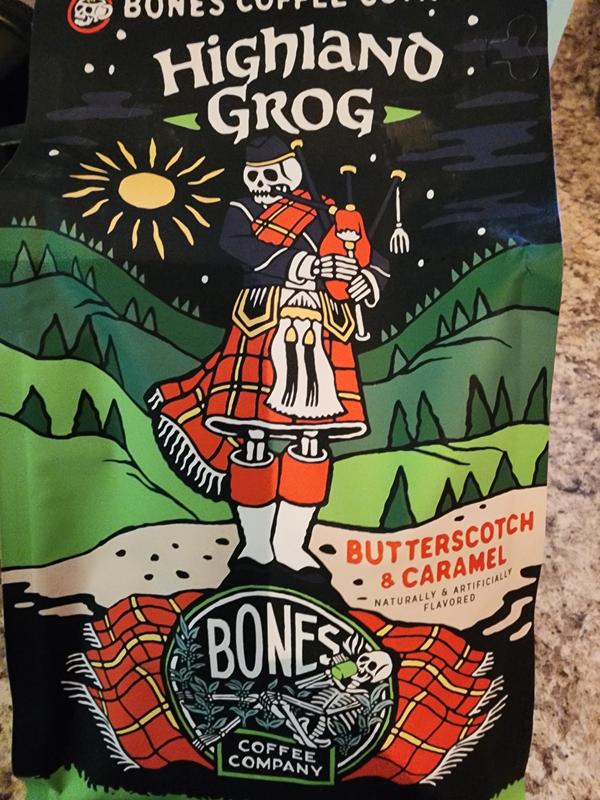 BONES COFFEE
Highland
GROG
BUTTERSCOTCH
& CARAMEL
NATURALLY & ARTIFICIALLY
FLAVORED
BONES
COFFEE
COMPANY